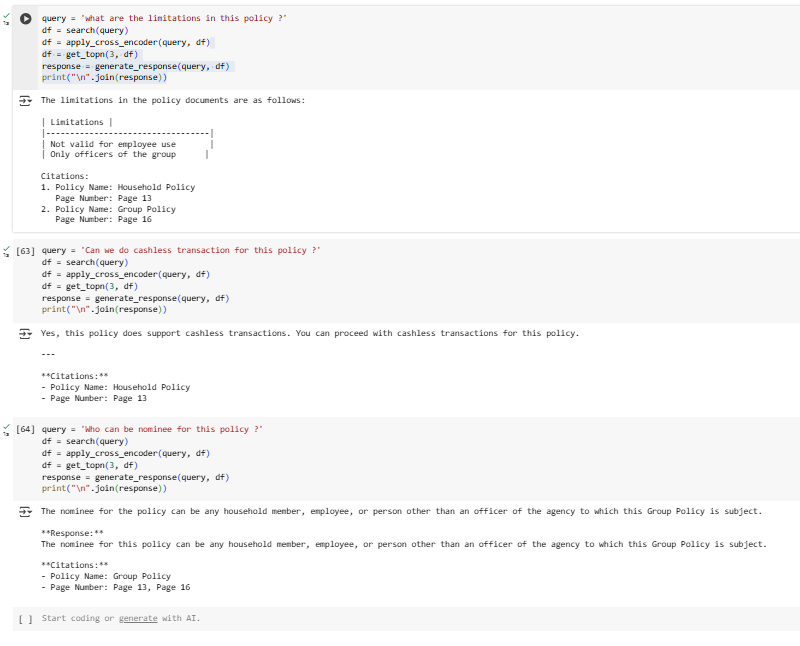 query = 'what are the limitations in this policy ?'
df = search(query)
df = apply_cross_encoder(query, df)
df = get_topn(3, df)
response = generate_response(query, df)
print("\n".join(response))
The limitations in the policy documents are as follows:
| Limitations |
|----------------------------------|
| Not valid for employee use |
| Only officers of the group |
Citations:
1. Policy Name: Household Policy
Page Number: Page 13
2. Policy Name: Group Policy
Page Number: Page 16
[63] query = 'Can we do cashless transaction for this policy ?'
df = search(query)
df = apply_cross_encoder(query, df)
df = get_topn(3, df)
response = generate_response(query, df)
print("\n".join(response))
Yes, this policy does support cashless transactions. You can proceed with cashless transactions for this policy.
---
**Citations:**
- Policy Name: Household Policy
- Page Number: Page 13
[64] query = 'Who can be nominee for this policy ?'
df = search(query)
df = apply_cross_encoder(query, df)
df = get_topn(3, df)
response = generate_response(query, df)
print("\n".join(response))
The nominee for the policy can be any household member, employee, or person other than an officer of the agency to which this Group Policy is subject.
**Response:**
The nominee for this policy can be any household member, employee, or person other than an officer of the agency to which this Group Policy is subject.
**Citations:**
- Policy Name: Group Policy
- Page Number: Page 13, Page 16
[ ] Start coding or generate with AI.